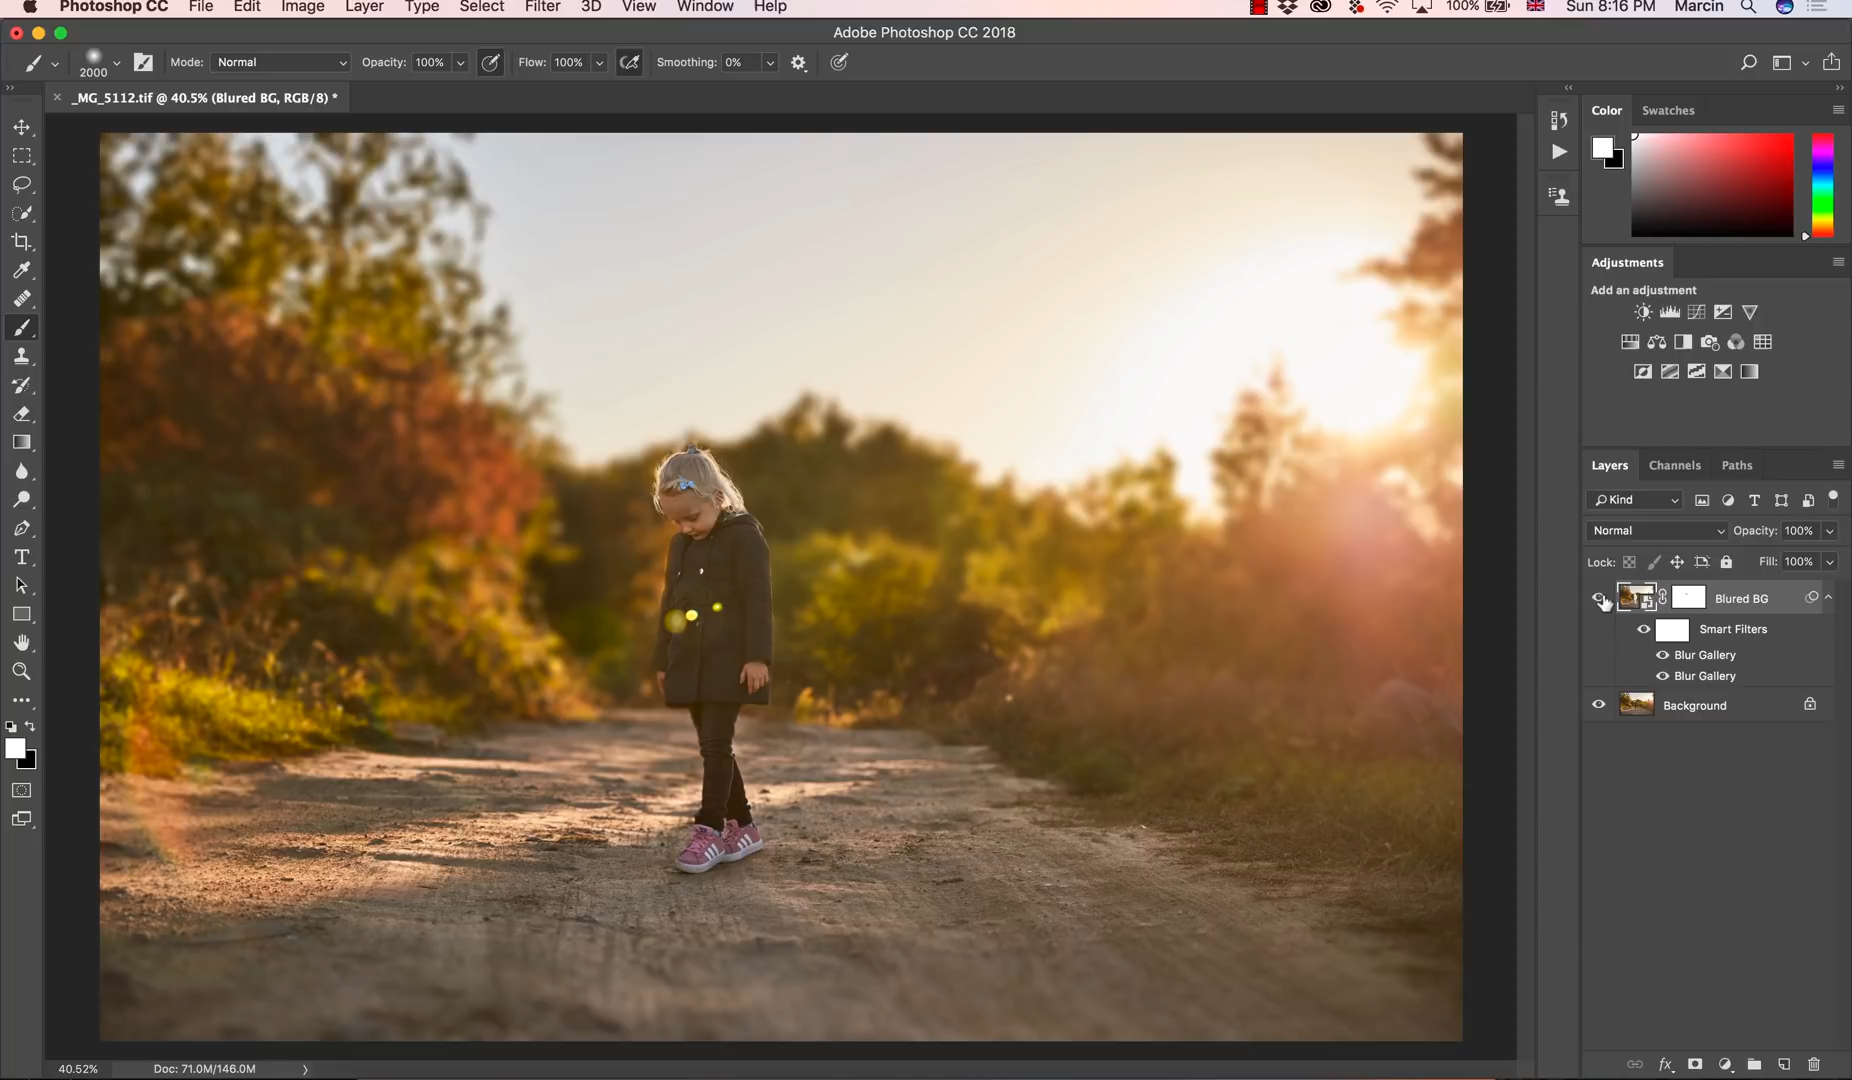 Photoshop CC File Edit Image Layer Type Select Filter 3D View Window Help 100% Sun 8:16 PM Marcin
Adobe Photoshop CC 2018
2000 Mode: Normal Opacity: 100% Flow: 100% Smoothing: 0%
_MG_5112.tif @ 40.5% (Blured BG, RGB/8) *
Color Swatches
Adjustments
Add an adjustment
Layers Channels Paths
Kind
Normal Opacity: 100%
Lock: Fill: 100%
Blured BG
Smart Filters
Blur Gallery
Blur Gallery
Background
40.52% Doc: 71.0M/146.0M